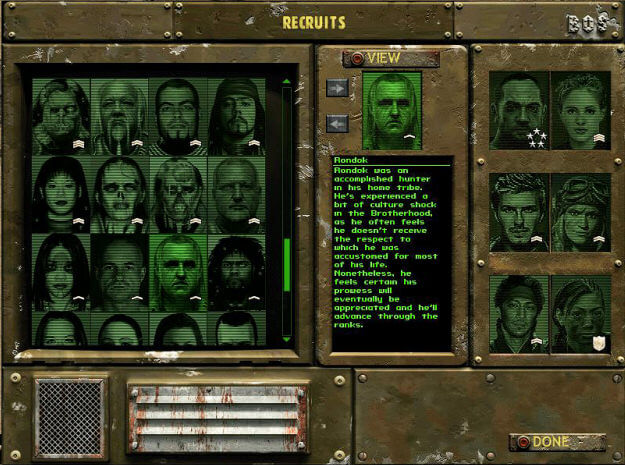 RECRUITS
BOS
VIEW
Rondok
Rondok was an
accomplished hunter
in his home tribe.
He's experienced a
bit of culture shock
in the Brotherhood,
as he often feels
he doesn't receive
the respect to
which he was
accustomed for most
of his life.
Nonetheless, he
feels certain his
prowess will
eventually be
appreciated and he'll
advance through the
ranks.
DONE